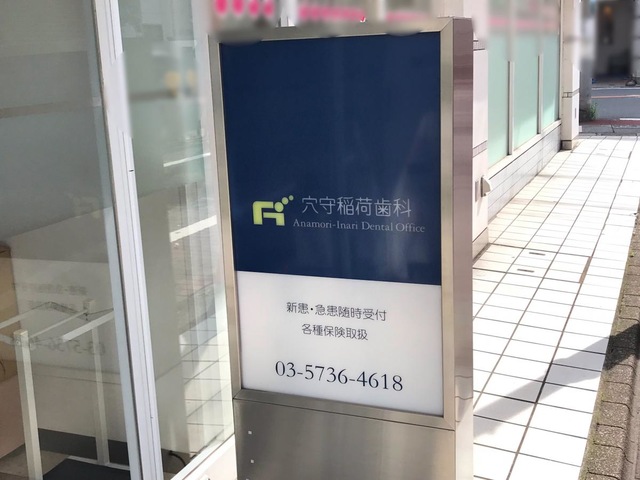 穴守稲荷歯科
Anamori-Inari Dental Office
新患・急患随時受付
各種保険取扱
03-5736-4618